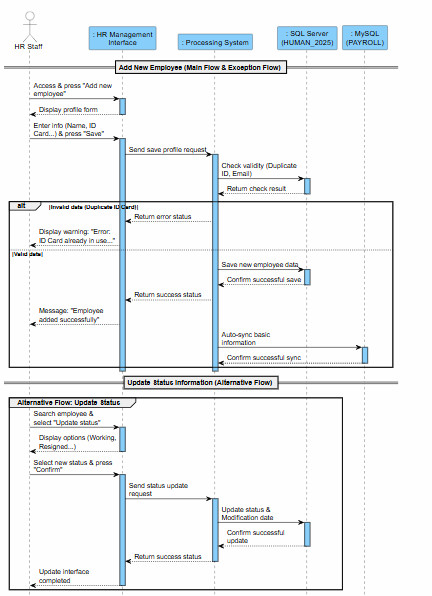 HR Staff
: HR Management
Interface
: Processing System
: SQL Server
(HUMAN_2025)
: MySQL
(PAYROLL)
Add New Employee (Main Flow & Exception Flow)
Access & press "Add new
employee"
Display profile form
Enter info (Name, ID
Card...) & press "Save"
Send save profile request
Check validity (Duplicate
ID, Email)
Return check result
alt
[Invalid data (Duplicate ID Card)]
Return error status
Display warning: "Error:
ID Card already in use..."
[Valid data]
Save new employee data
Confirm successful save
Return success status
Message: "Employee
added successfully"
Auto-sync basic
information
Confirm successful sync
Update Status Information (Alternative Flow)
Alternative Flow: Update Status
Search employee &
select "Update status"
Display options (Working,
Resigned...)
Select new status & press
"Confirm"
Send status update
request
Update status &
Modification date
Confirm successful
update
Return success status
Update interface
completed